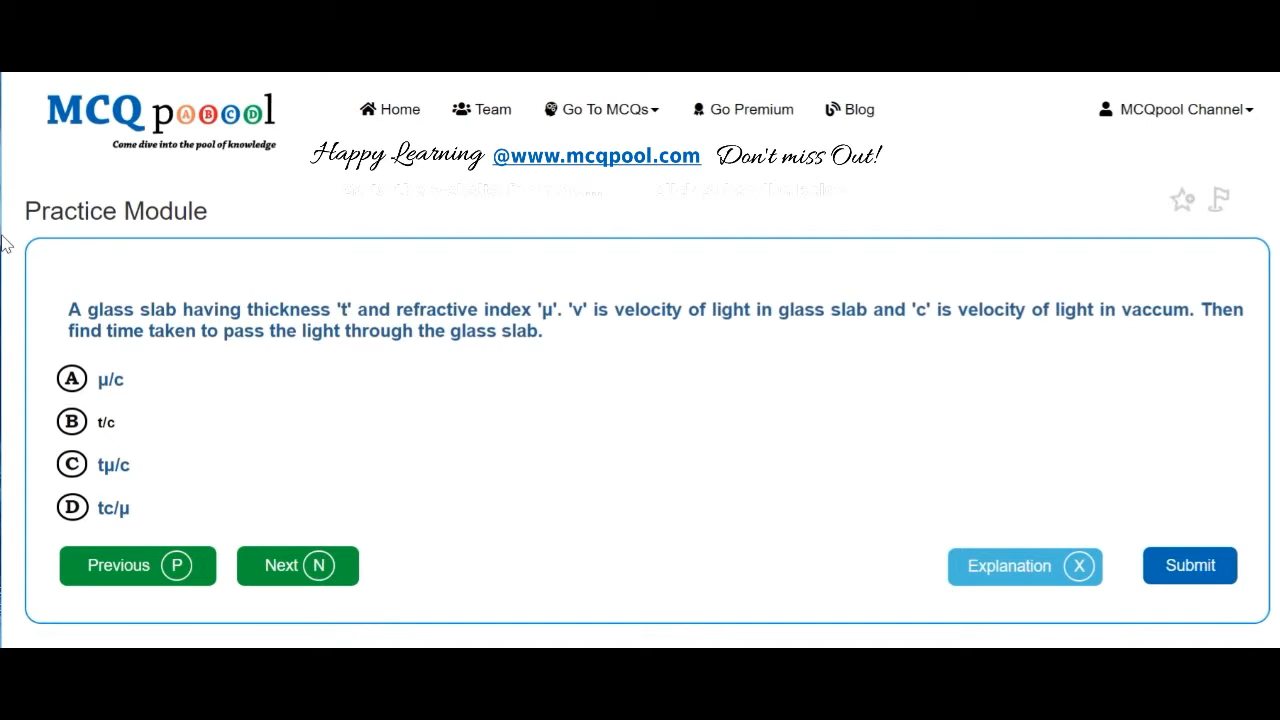 MCQ pABCDl
Come dive into the pool of knowledge
Home Team Go To MCQs Go Premium Blog MCQpool Channel
Happy Learning @www.mcqpool.com Don't miss Out!
Practice Module
A glass slab having thickness 't' and refractive index 'μ'. 'v' is velocity of light in glass slab and 'c' is velocity of light in vaccum. Then
find time taken to pass the light through the glass slab.
A μ/c
B t/c
C tμ/c
D tc/μ
Previous P Next N Explanation X Submit